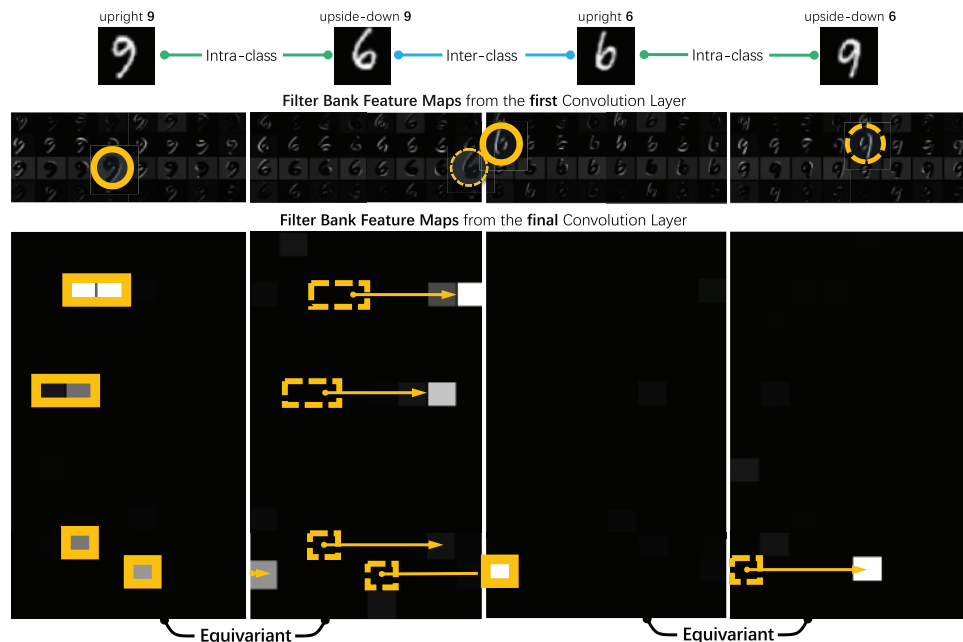 upright 9
upside-down 9
upright 6
upside-down 6
Intra-class
Inter-class
Intra-class
Filter Bank Feature Maps from the first Convolution Layer
Filter Bank Feature Maps from the final Convolution Layer
Equivariant
Equivariant